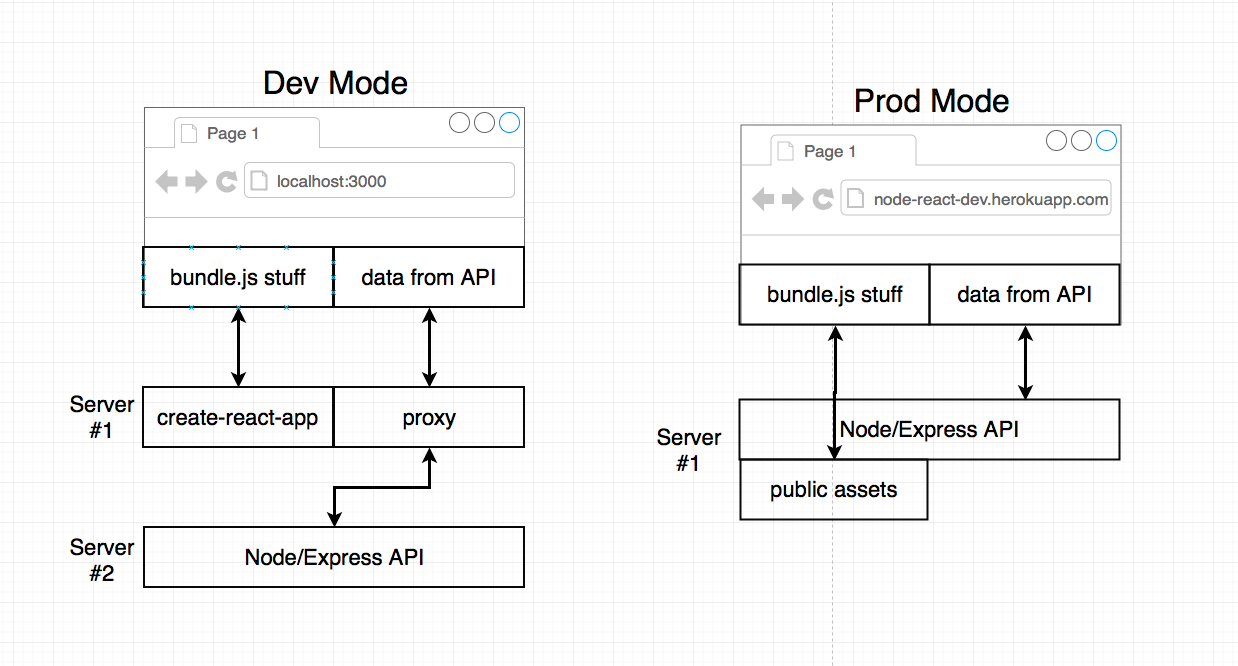 Dev Mode
Page 1
localhost:3000
bundle.js stuff
data from API
Server
#1
create-react-app
proxy
Server
#2
Node/Express API
Prod Mode
Page 1
node-react-dev.herokuapp.com
bundle.js stuff
data from API
Server
#1
Node/Express API
public assets